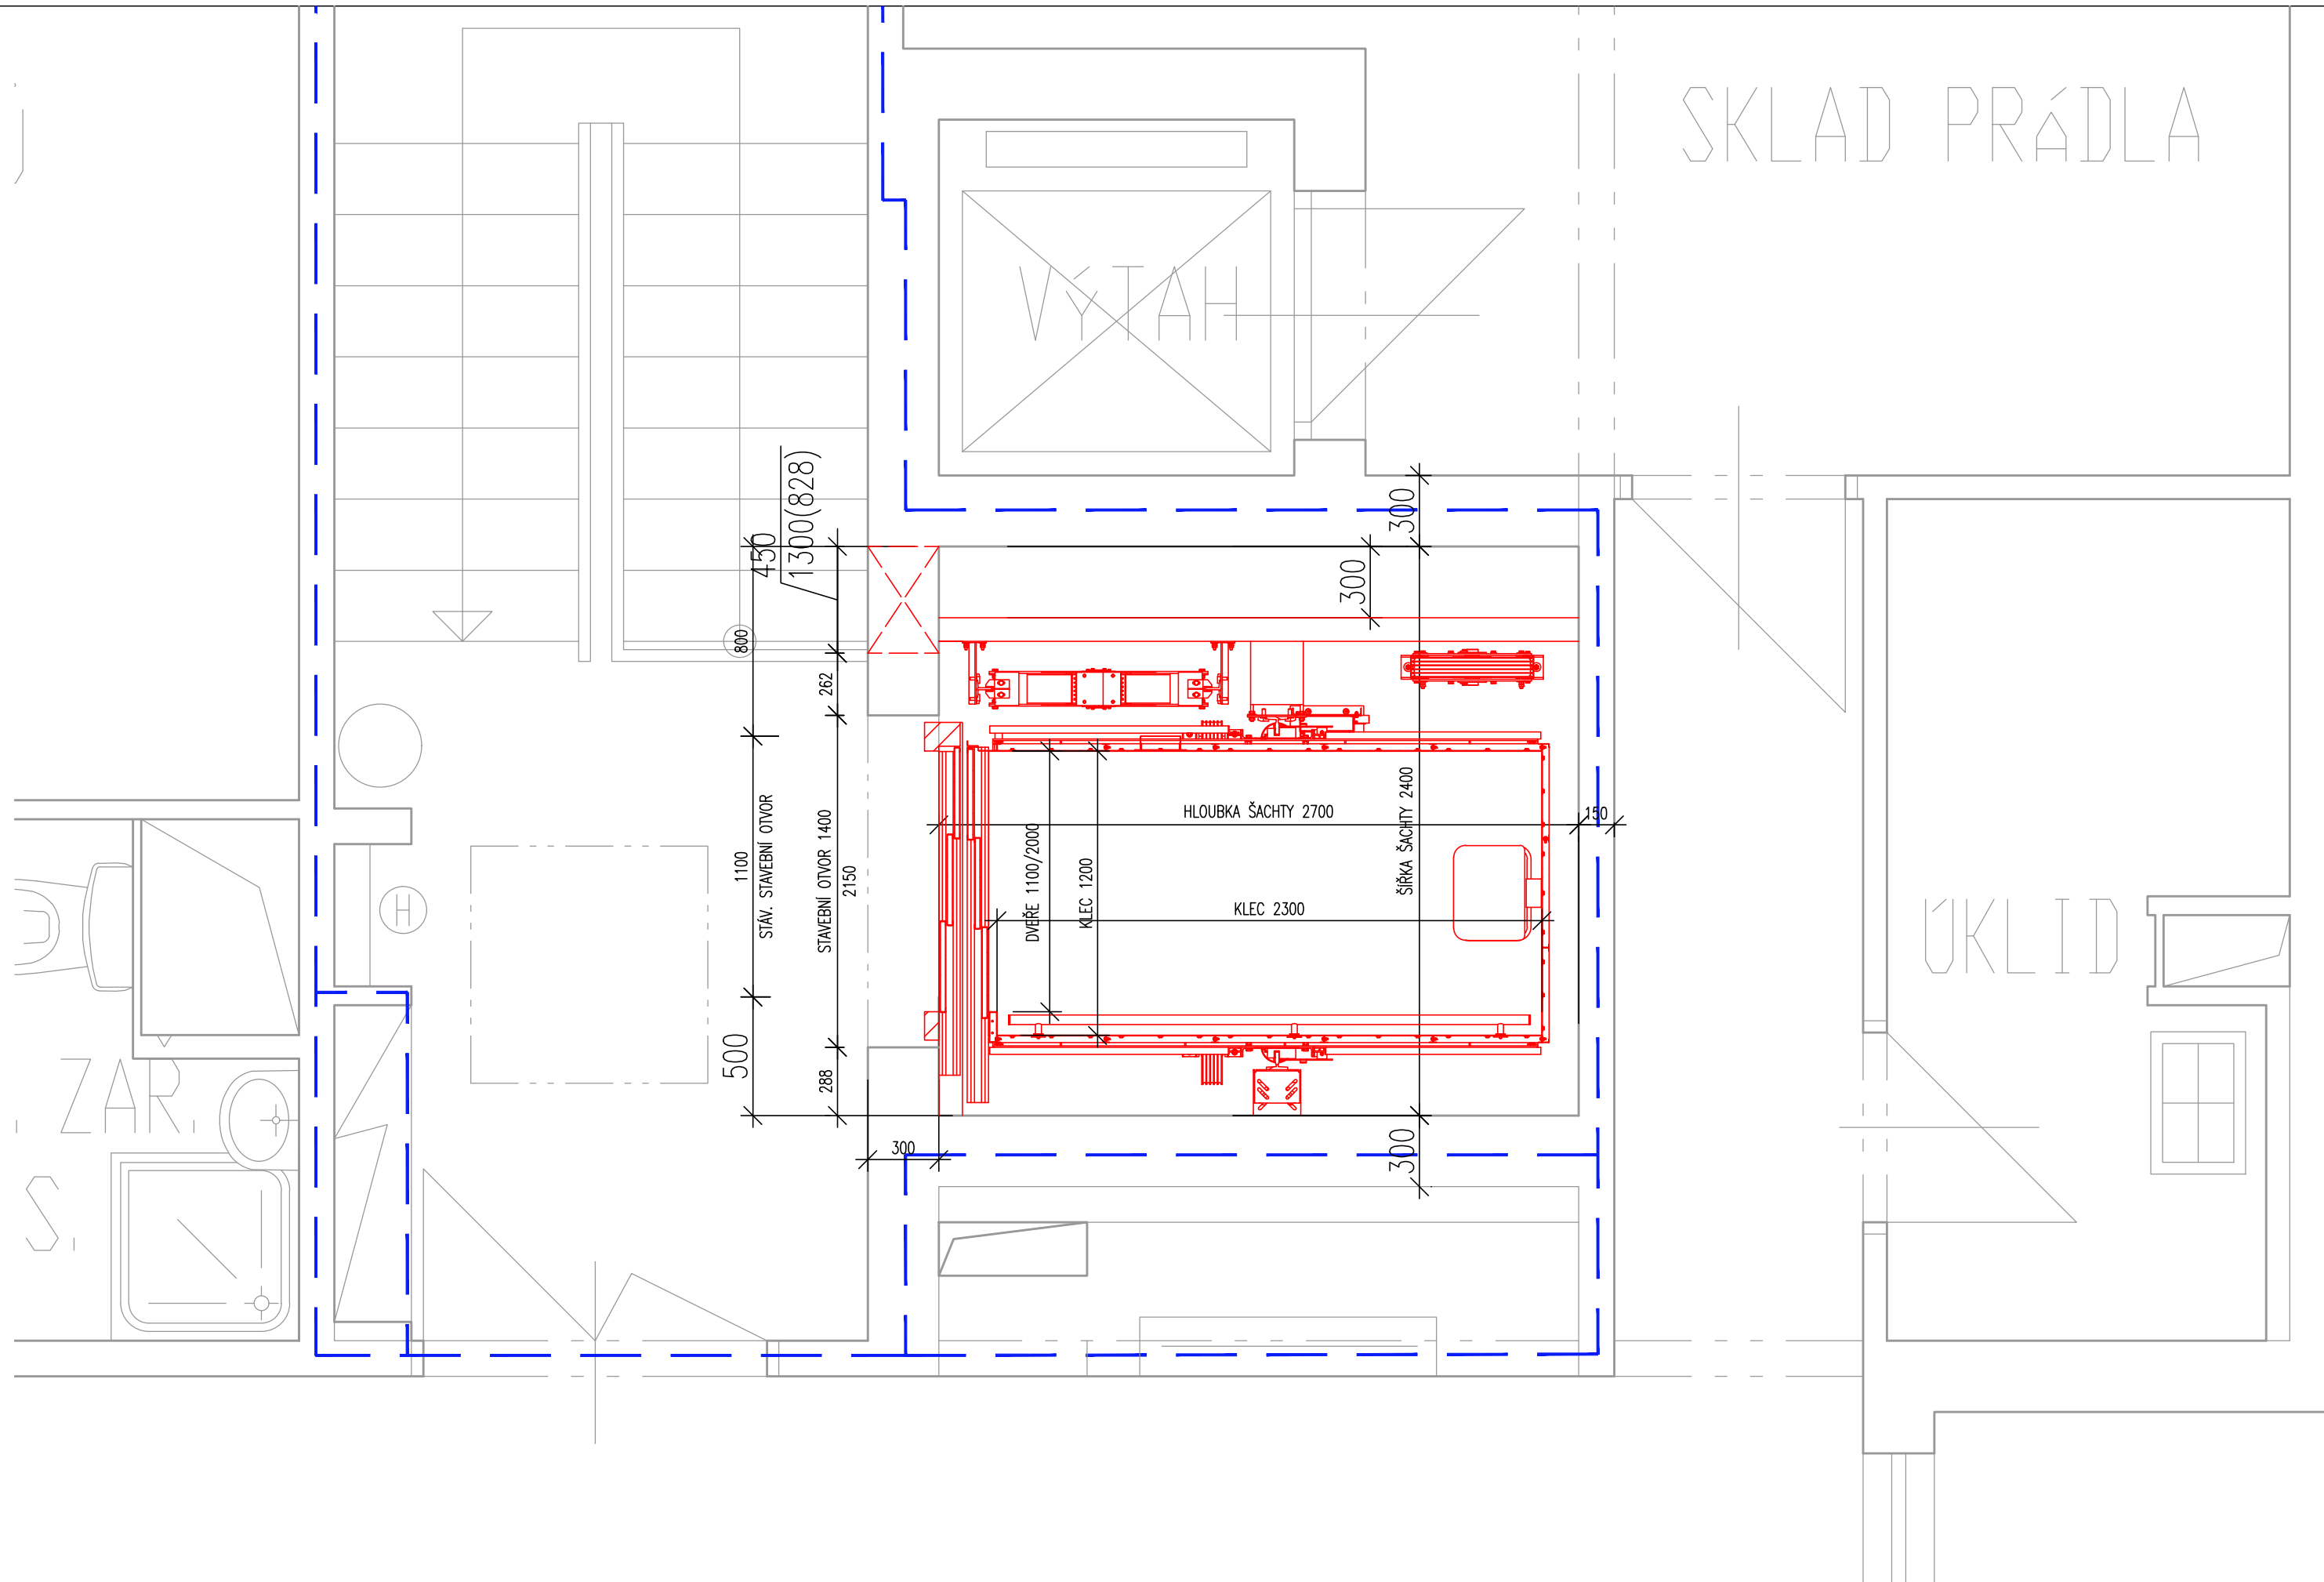 SKLAD PRÁDLA
VÝTAH
300
450
1300(828)
300
800
262
STÁV. STAVEBNÍ OTVOR
1100
STAVEBNÍ OTVOR 1400
2150
HLOUBKA ŠACHTY 2700
150
DVEŘE 1100/2000
KLEC 1200
ŠÍŘKA ŠACHTY 2400
KLEC 2300
H
ÚKLID
500
288
ZAR.
300
300
S.